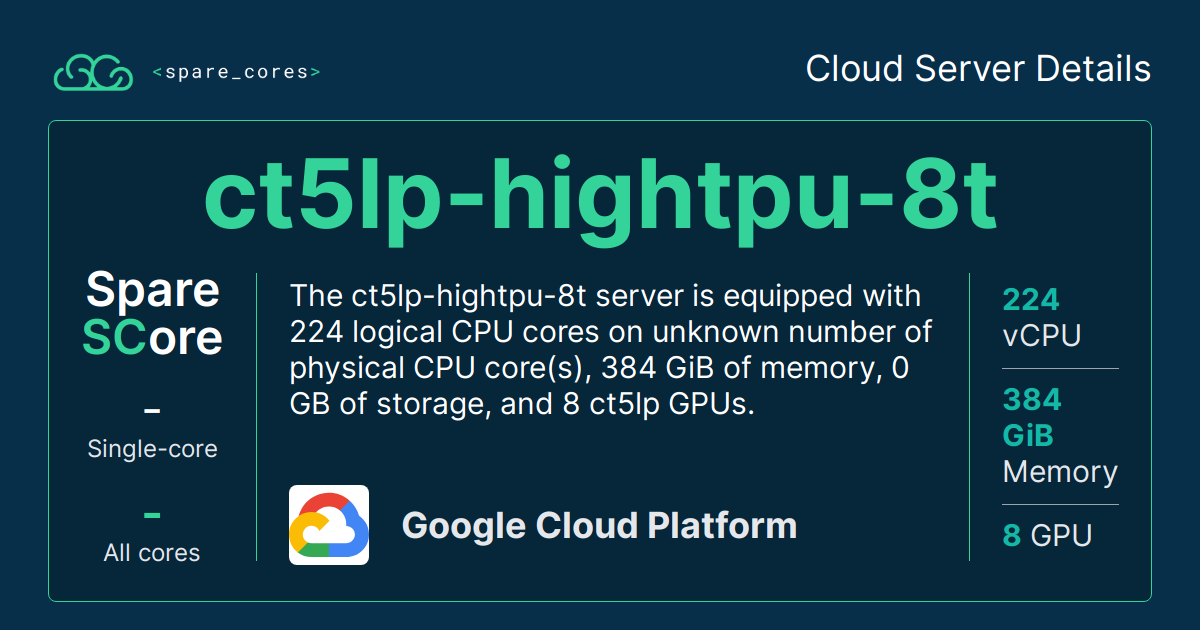 <spare_cores>
Cloud Server Details
ct5lp-hightpu-8t
Spare
SCore
–
Single-core
–
All cores
The ct5lp-hightpu-8t server is equipped with
224 logical CPU cores on unknown number of
physical CPU core(s), 384 GiB of memory, 0
GB of storage, and 8 ct5lp GPUs.
Google Cloud Platform
224
vCPU
384
GiB
Memory
8 GPU